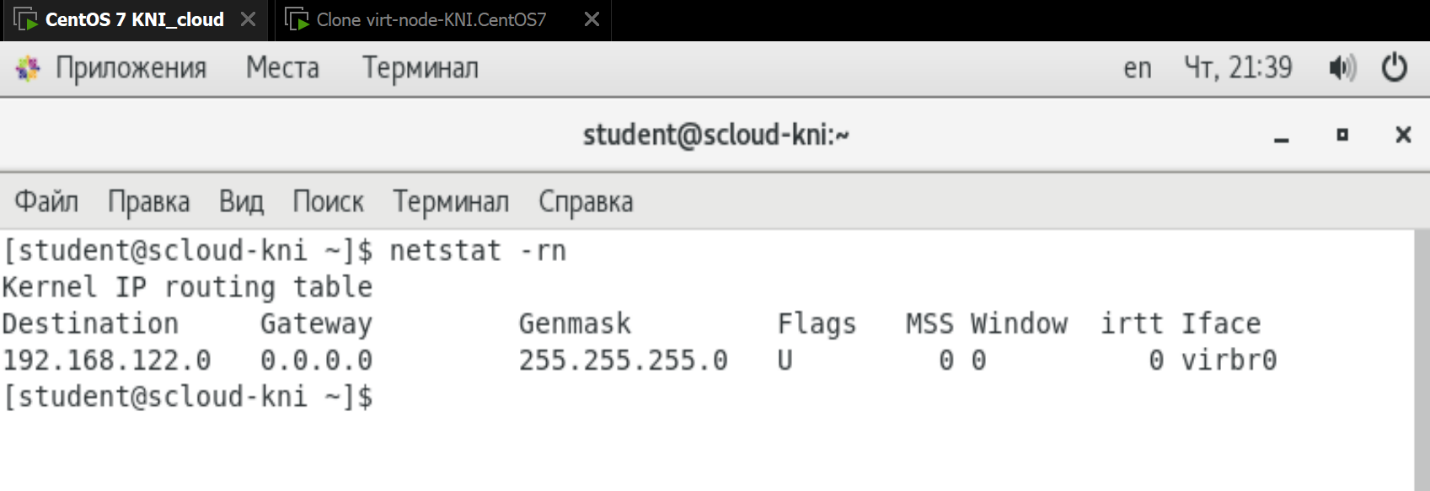 CentOS 7 KNI_cloud Clone virt-node-KNI.CentOS7
Приложения Места Терминал en Чт, 21:39
student@scloud-kni:~
Файл Правка Вид Поиск Терминал Справка
[student@scloud-kni ~]$ netstat -rn
Kernel IP routing table
Destination Gateway Genmask Flags MSS Window irtt Iface
192.168.122.0 0.0.0.0 255.255.255.0 U 0 0 0 virbr0
[student@scloud-kni ~]$